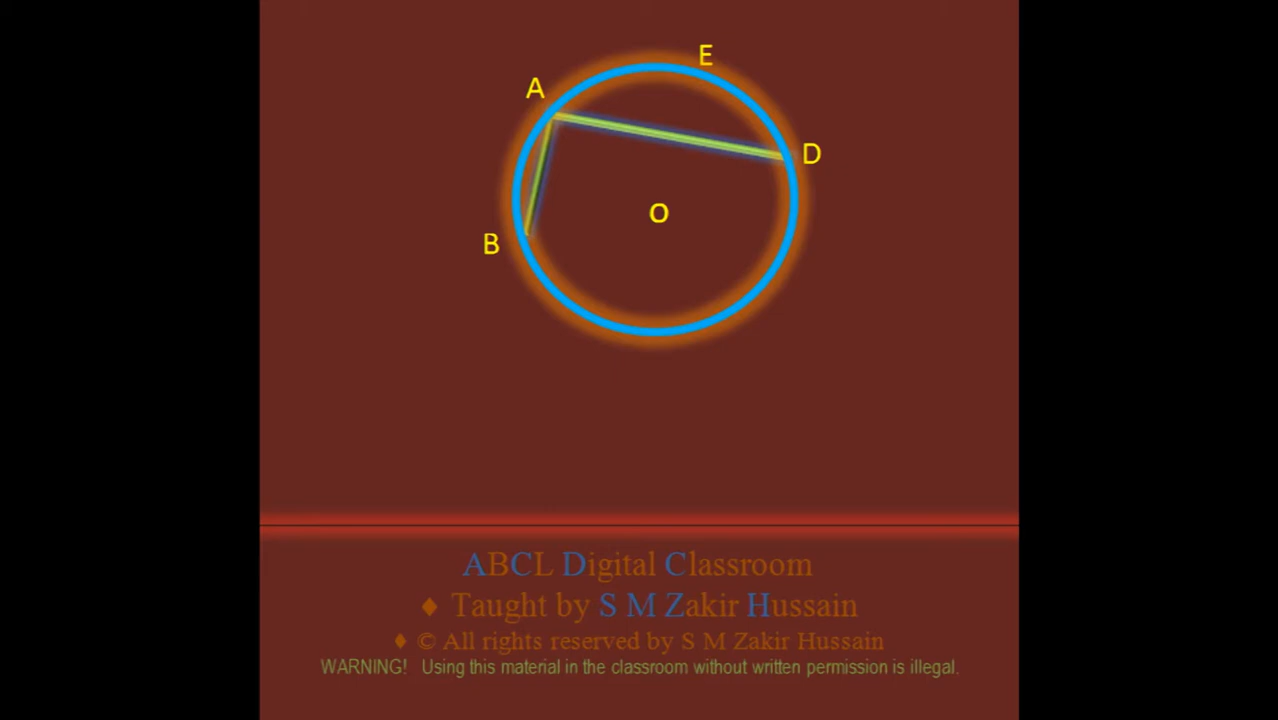 E
A
D
O
B
ABCL Digital Classroom
♦ Taught by S M Zakir Hussain
♦ © All rights reserved by S M Zakir Hussain
WARNING! Using this material in the classroom without written permission is illegal.